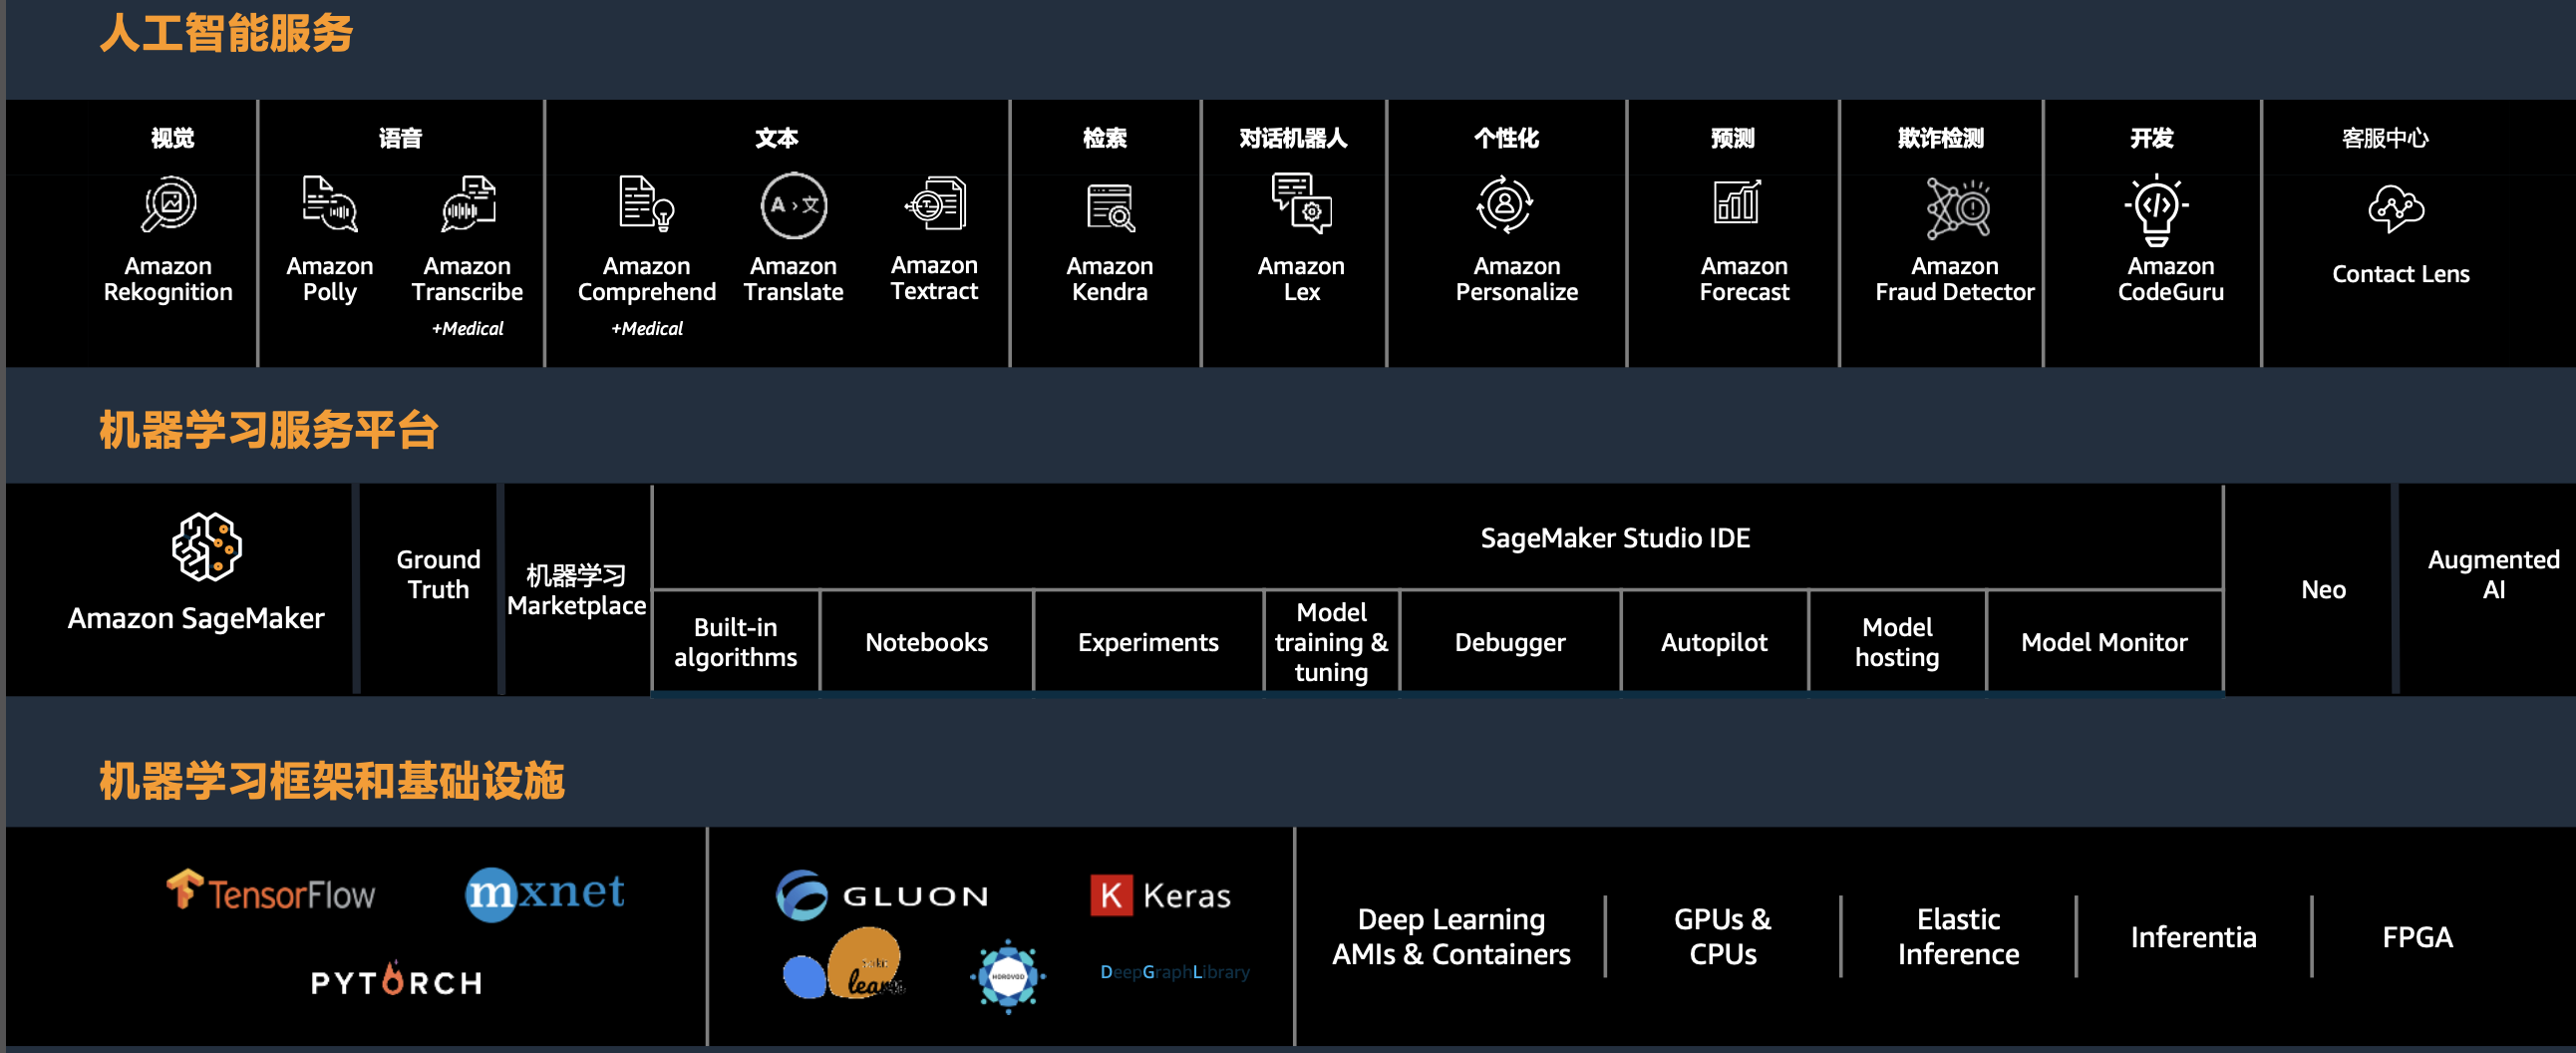 人工智能服务
视觉
Amazon
Rekognition
语音
Amazon
Polly
Amazon
Transcribe
+Medical
文本
Amazon
Comprehend
+Medical
A›文
Amazon
Translate
Amazon
Textract
检索
Amazon
Kendra
对话机器人
Amazon
Lex
个性化
Amazon
Personalize
预测
Amazon
Forecast
欺诈检测
Amazon
Fraud Detector
开发
Amazon
CodeGuru
客服中心
Contact Lens
机器学习服务平台
Amazon SageMaker
Ground
Truth
机器学习
Marketplace
SageMaker Studio IDE
Built-in
algorithms
Notebooks
Experiments
Model
training &
tuning
Debugger
Autopilot
Model
hosting
Model Monitor
Neo
Augmented
AI
机器学习框架和基础设施
TensorFlow
mxnet
PYTORCH
GLUON
K Keras
learn
HOROVOD
DeepGraphLibrary
Deep Learning
AMIs & Containers
GPUs &
CPUs
Elastic
Inference
Inferentia
FPGA